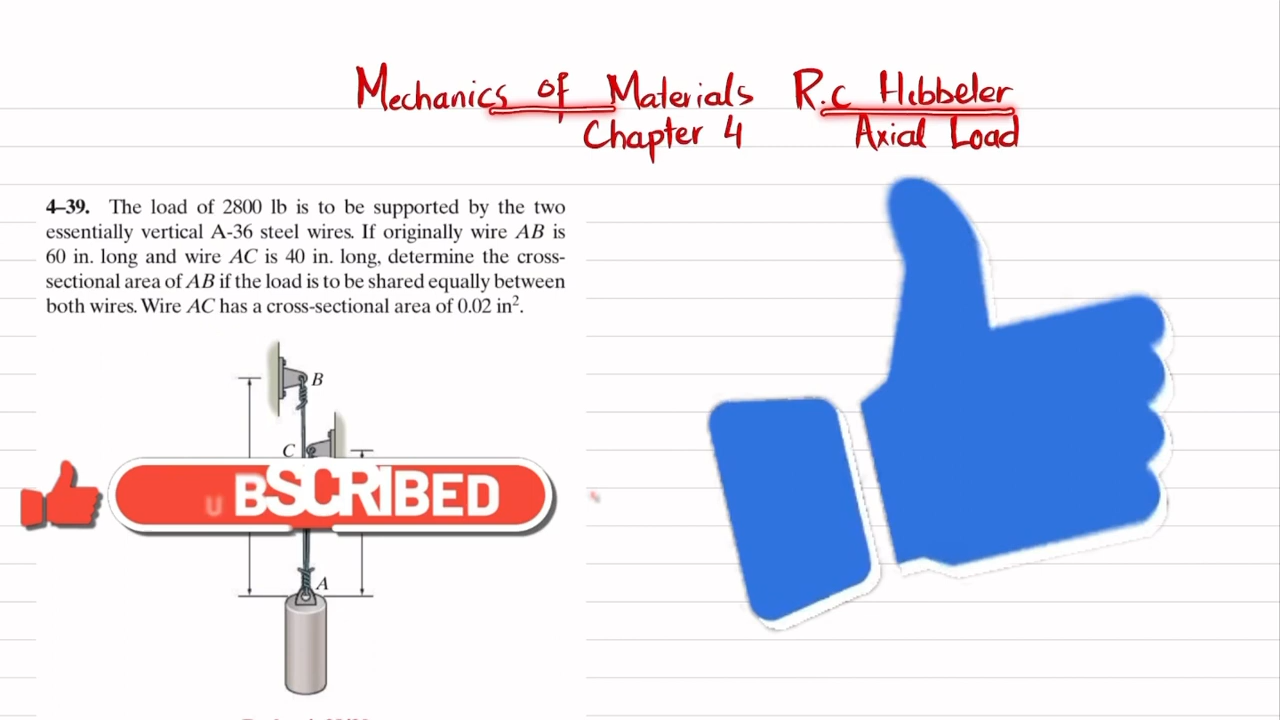 Mechanics of Materials R.c Hibbeler
Chapter 4 Axial Load
4–39. The load of 2800 lb is to be supported by the two
essentially vertical A-36 steel wires. If originally wire AB is
60 in. long and wire AC is 40 in. long, determine the cross-
sectional area of AB if the load is to be shared equally between
both wires. Wire AC has a cross-sectional area of 0.02 in².
B
C
UBSCRIBED
A